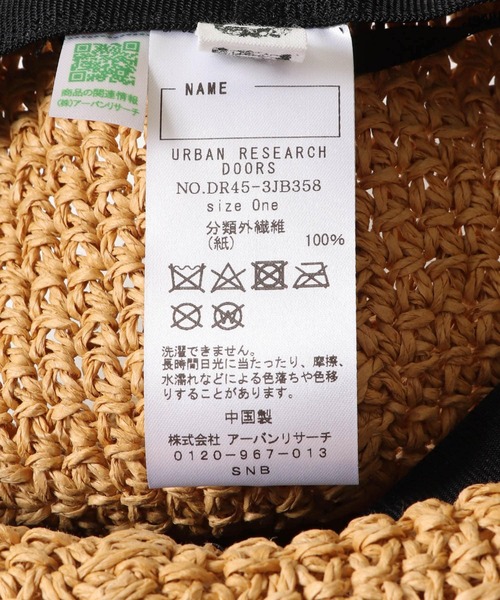 商品の関連情報
(株)アーバンリサーチ
NAME
URBAN RESEARCH
DOORS
NO.DR45-3JB358
size One
分類外繊維
(紙) 100%
洗濯できません。
長時間日光に当たったり、摩擦、
水濡れなどによる色落ちや色移
りすることがあります。
中国製
株式会社 アーバンリサーチ
0120-967-013
SNB